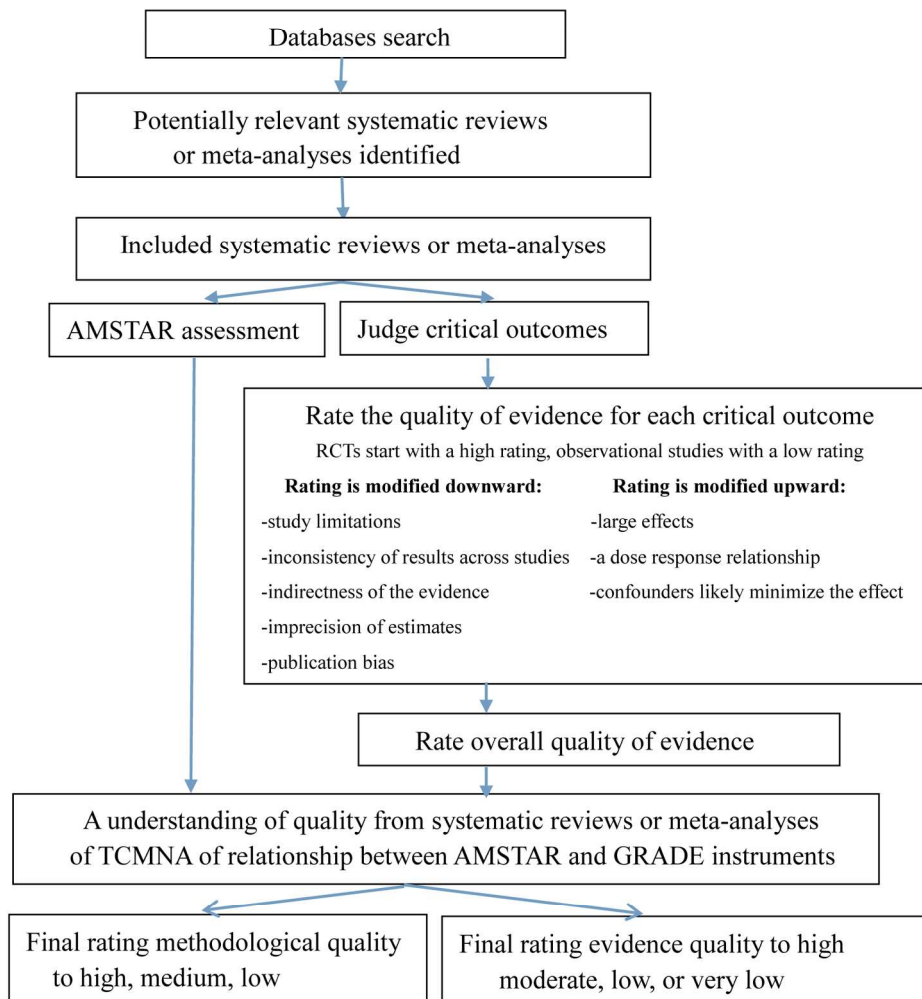 Databases search
Potentially relevant systematic reviews
or meta-analyses identified
Included systematic reviews or meta-analyses
AMSTAR assessment
Judge critical outcomes
Rate the quality of evidence for each critical outcome
RCTs start with a high rating, observational studies with a low rating
Rating is modified downward:
-study limitations
-inconsistency of results across studies
-indirectness of the evidence
-imprecision of estimates
-publication bias
Rating is modified upward:
-large effects
-a dose response relationship
-confounders likely minimize the effect
Rate overall quality of evidence
A understanding of quality from systematic reviews or meta-analyses
of TCMNA of relationship between AMSTAR and GRADE instruments
Final rating methodological quality
to high, medium, low
Final rating evidence quality to high
moderate, low, or very low